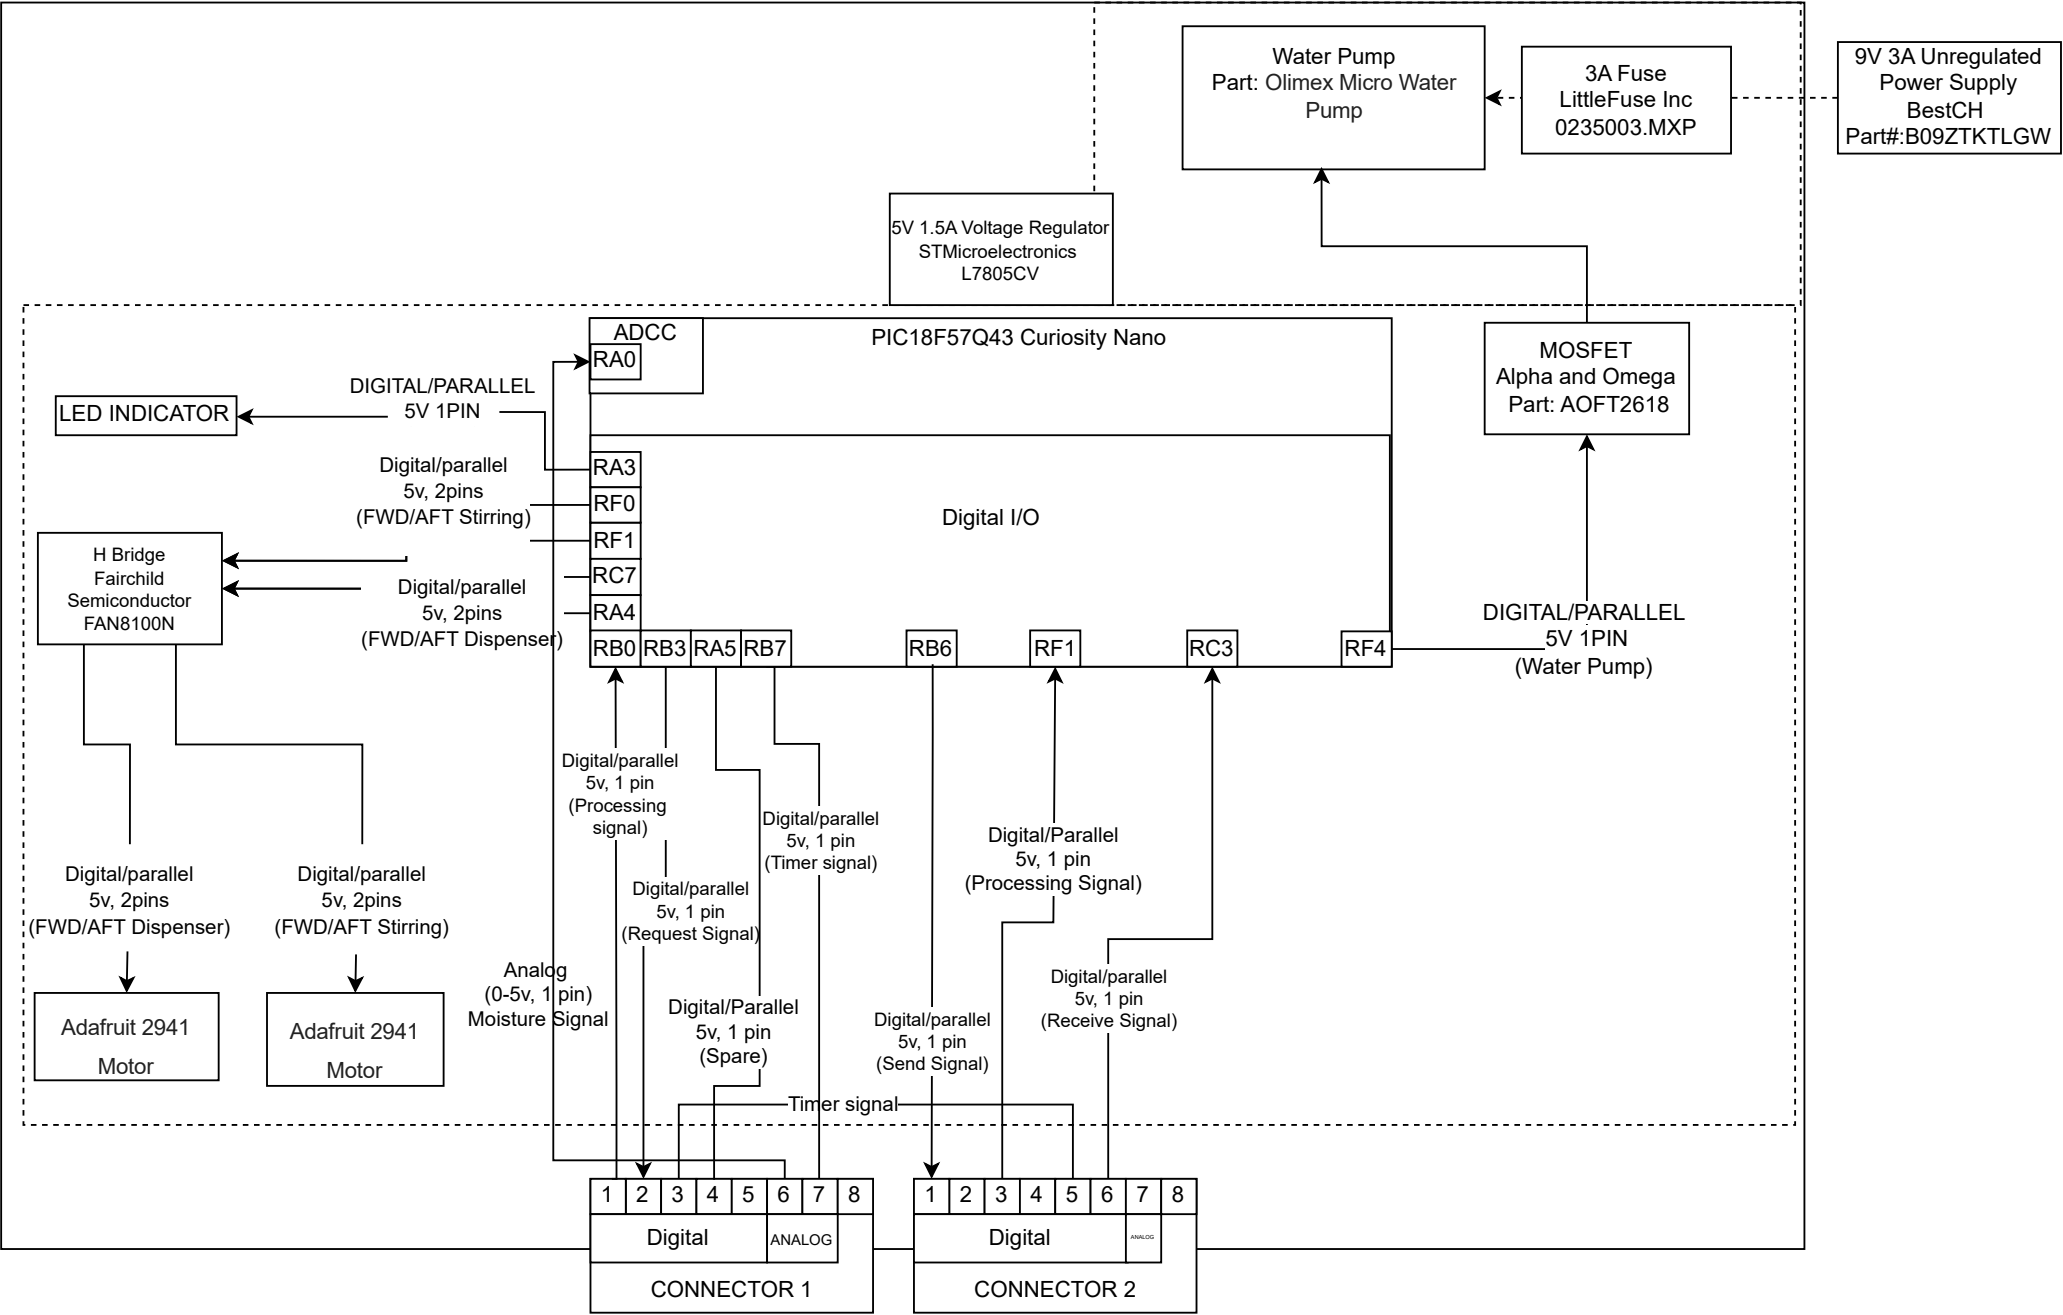 Water Pump
Part: Olimex Micro Water
Pump
3A Fuse
LittleFuse Inc
0235003.MXP
9V 3A Unregulated
Power Supply
BestCH
Part#:B09ZTKTLGW
5V 1.5A Voltage Regulator
STMicroelectronics
L7805CV
ADCC
RA0
PIC18F57Q43 Curiosity Nano
MOSFET
Alpha and Omega
Part: AOFT2618
LED INDICATOR
DIGITAL/PARALLEL
5V 1PIN
Digital/parallel
5v, 2pins
(FWD/AFT Stirring)
RA3
RF0
RF1
RC7
RA4
Digital I/O
H Bridge
Fairchild
Semiconductor
FAN8100N
Digital/parallel
5v, 2pins
(FWD/AFT Dispenser)
RB0
RB3
RA5
RB7
RB6
RF1
RC3
RF4
DIGITAL/PARALLEL
5V 1PIN
(Water Pump)
Digital/parallel
5v, 1 pin
(Processing
signal)
Digital/parallel
5v, 1 pin
(Timer signal)
Digital/Parallel
5v, 1 pin
(Processing Signal)
Digital/parallel
5v, 2pins
(FWD/AFT Dispenser)
Digital/parallel
5v, 2pins
(FWD/AFT Stirring)
Digital/parallel
5v, 1 pin
(Request Signal)
Analog
(0-5v, 1 pin)
Moisture Signal
Digital/Parallel
5v, 1 pin
(Spare)
Digital/parallel
5v, 1 pin
(Send Signal)
Digital/parallel
5v, 1 pin
(Receive Signal)
Adafruit 2941
Motor
Adafruit 2941
Motor
Timer signal
1 2 3 4 5 6 7 8
Digital
ANALOG
CONNECTOR 1
1 2 3 4 5 6 7 8
Digital
ANALOG
CONNECTOR 2